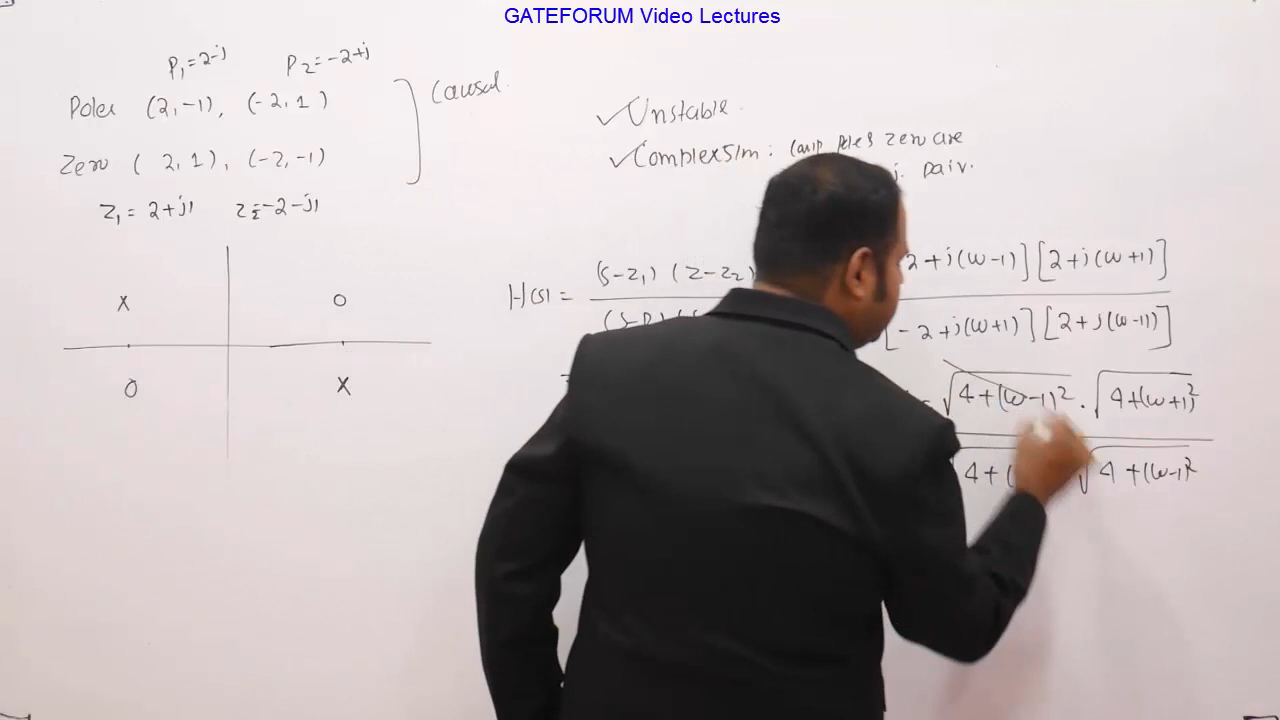 GATEFORUM Video Lectures
P₁=2-j P₂=-2+j
Poles (2,-1), (-2,1) Causal.
Zero (2,1), (-2,-1)
Z₁=2+j1 Z₂=-2-j1
X O
O X
✓Unstable.
✓Complex : poles zero are
pair.
H(s) = (s-z₁) (z-z₂) 2+j(ω-1)] [2+j(ω+1)]
[-2+j(ω+1)] [2+j(ω-1)]
√4+(ω-1)² . √4+(ω+1)²
4+( √4+(ω-1)²